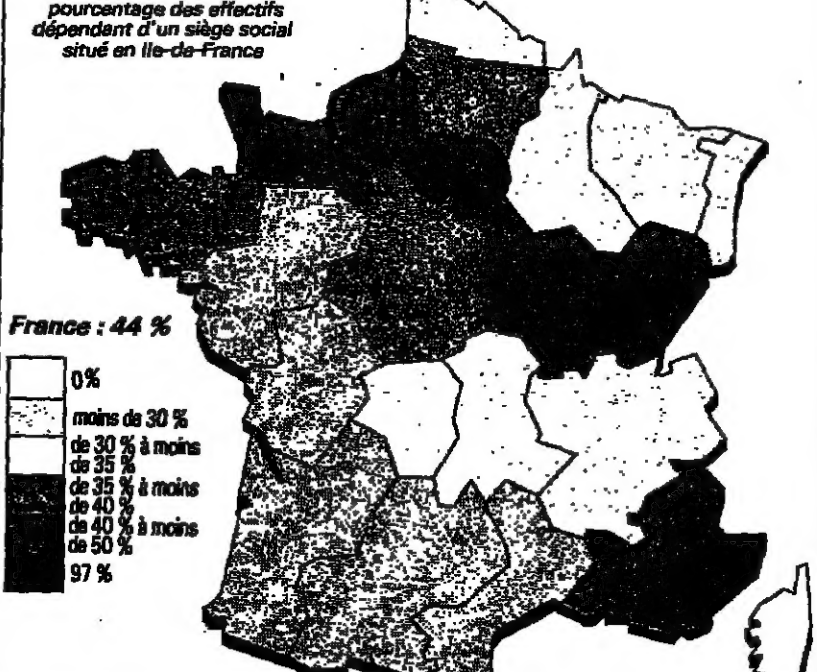 pourcentage des effectifs
dépendant d'un siège social
situé en Ile-de-France
France : 44 %
0%
moins de 30 %
de 30 % à moins
de 35 %
de 35 % à moins
de 40 %
de 40 % à moins
de 50 %
97 %